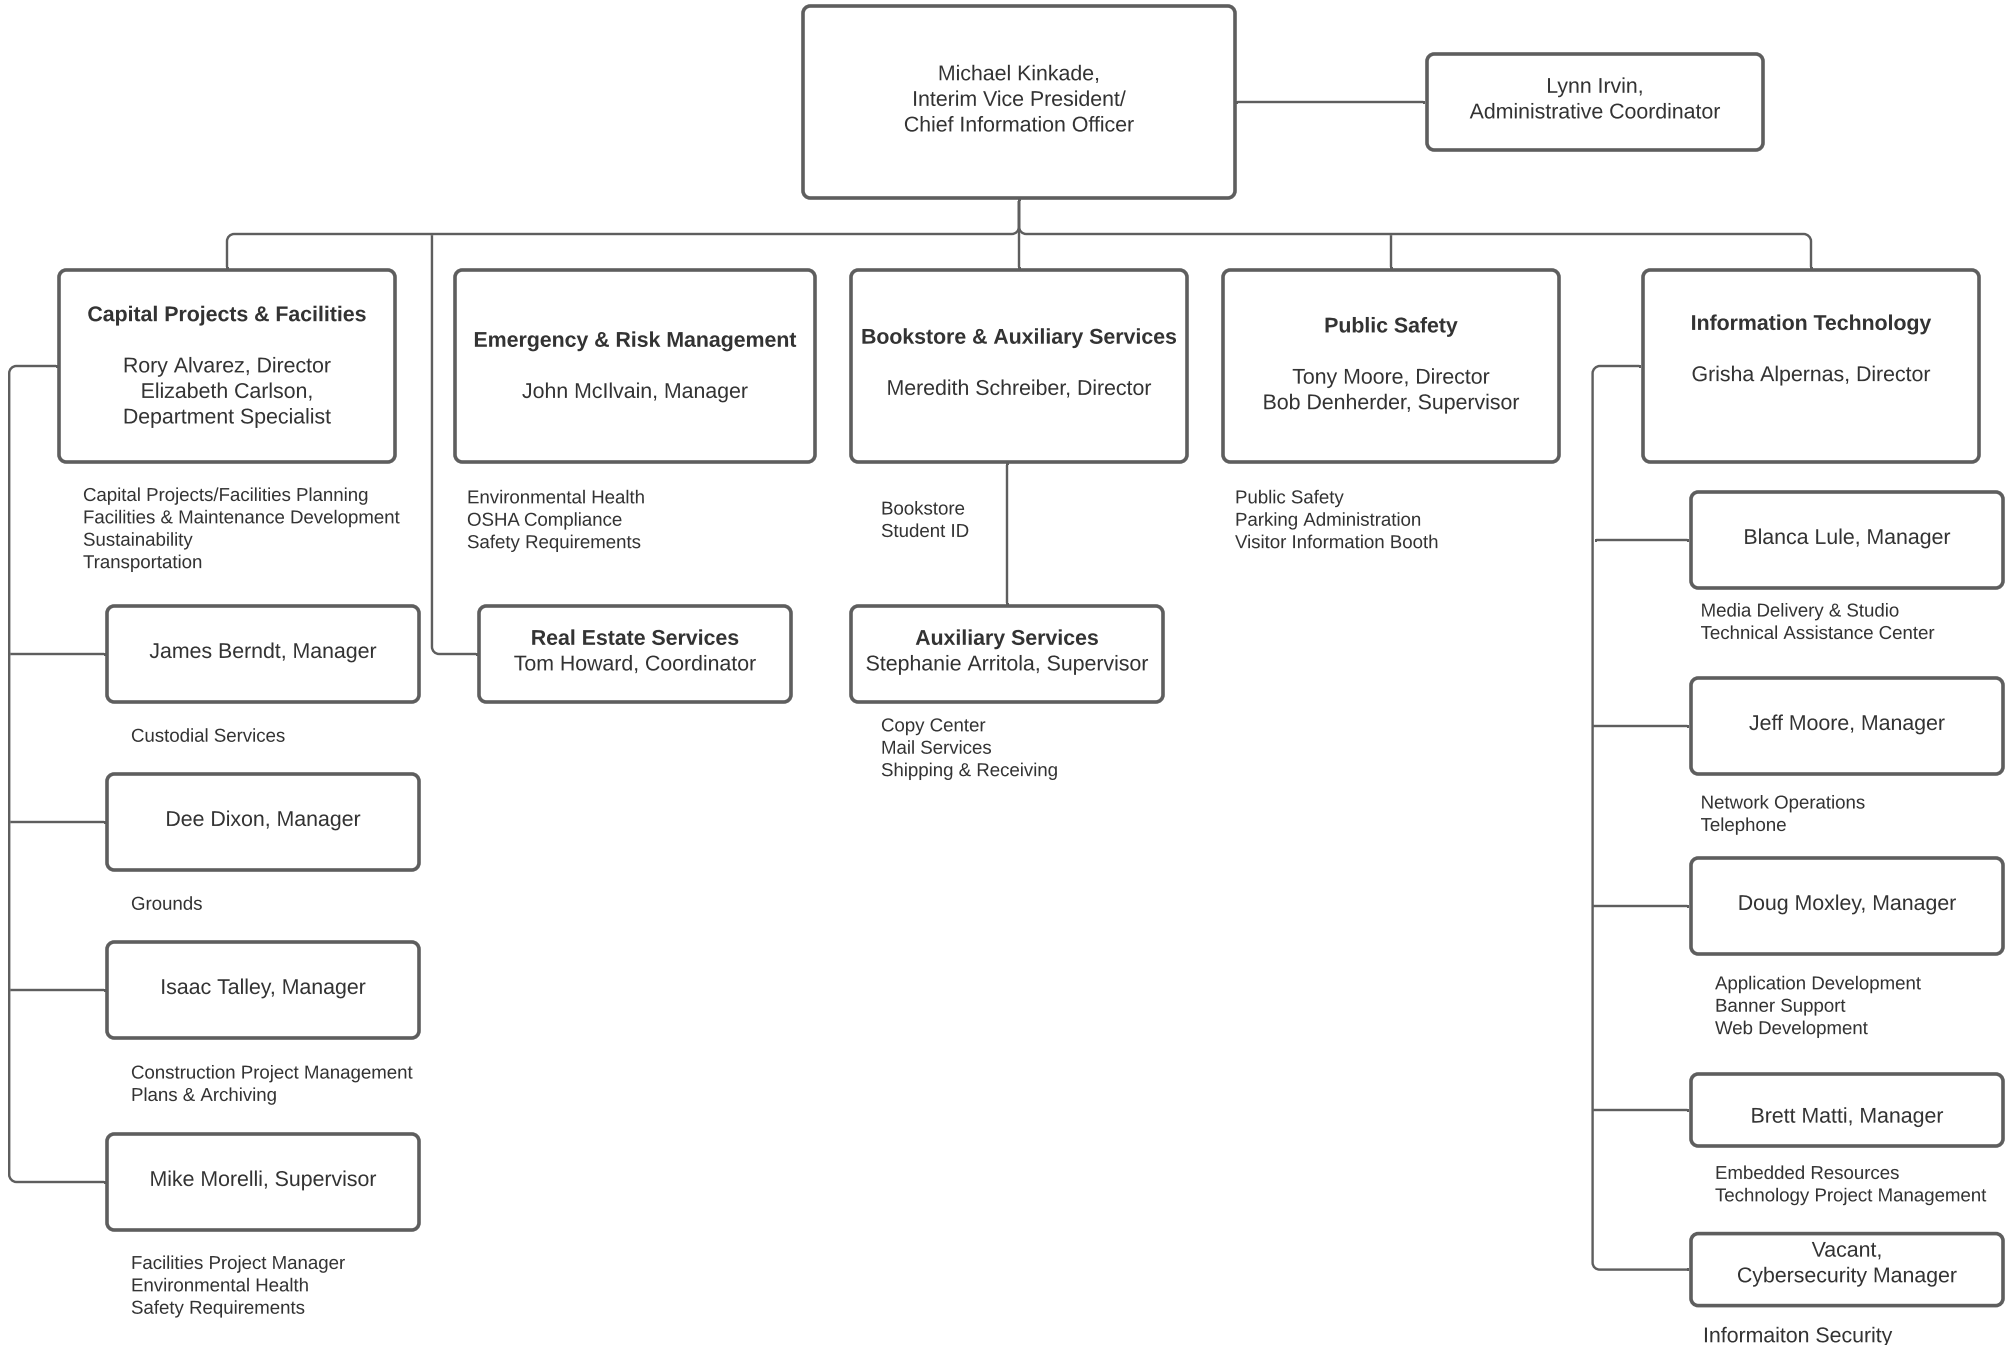 Michael Kinkade,
Interim Vice President/
Chief Information Officer
Lynn Irvin,
Administrative Coordinator
Capital Projects & Facilities
Rory Alvarez, Director
Elizabeth Carlson,
Department Specialist
Capital Projects/Facilities Planning
Facilities & Maintenance Development
Sustainability
Transportation
James Berndt, Manager
Custodial Services
Dee Dixon, Manager
Grounds
Isaac Talley, Manager
Construction Project Management
Plans & Archiving
Mike Morelli, Supervisor
Facilities Project Manager
Environmental Health
Safety Requirements
Emergency & Risk Management
John McIlvain, Manager
Environmental Health
OSHA Compliance
Safety Requirements
Real Estate Services
Tom Howard, Coordinator
Bookstore & Auxiliary Services
Meredith Schreiber, Director
Bookstore
Student ID
Auxiliary Services
Stephanie Arritola, Supervisor
Copy Center
Mail Services
Shipping & Receiving
Public Safety
Tony Moore, Director
Bob Denherder, Supervisor
Public Safety
Parking Administration
Visitor Information Booth
Information Technology
Grisha Alpernas, Director
Blanca Lule, Manager
Media Delivery & Studio
Technical Assistance Center
Jeff Moore, Manager
Network Operations
Telephone
Doug Moxley, Manager
Application Development
Banner Support
Web Development
Brett Matti, Manager
Embedded Resources
Technology Project Management
Vacant,
Cybersecurity Manager
Informaiton Security